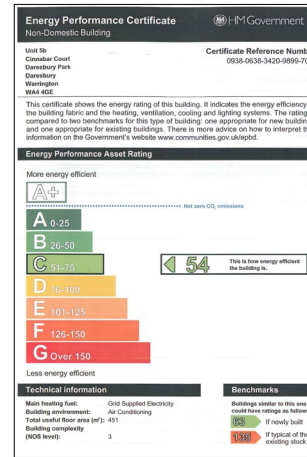 Energy Performance Certificate
HM Government
Non-Domestic Building
Unit 5b
Cinnabar Court
Daresbury Park
Daresbury
Warrington
WA4 4GE
Certificate Reference Numb
0938-0638-3420-9899-70
This certificate shows the energy rating of this building. It indicates the energy efficiency
the building fabric and the heating, ventilation, cooling and lighting systems. The rating
compared to two benchmarks for this type of building: one appropriate for new buildin
and one appropriate for existing buildings. There is more advice on how to interpret th
information on the Government's website www.communities.gov.uk/epbd.
Energy Performance Asset Rating
More energy efficient
A+
Net zero CO₂ emissions
A 0-25
B 26-50
C 51-75
54
This is how energy efficient
the building is.
D 76-100
E 101-125
F 126-150
G Over 150
Less energy efficient
Technical information
Main heating fuel: Grid Supplied Electricity
Building environment: Air Conditioning
Total useful floor area (m²): 451
Building complexity
(NOS level): 3
Benchmarks
Buildings similar to this one
could have ratings as follow
If newly built
If typical of the
existing stock